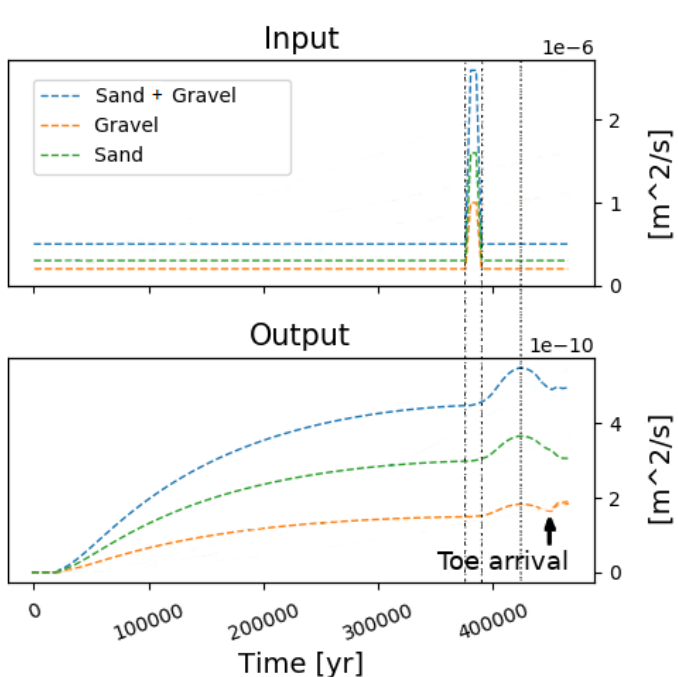 Input
1e−6
Sand + Gravel
Gravel
Sand
2
1
0
[m^2/s]
Output
1e−10
4
2
0
[m^2/s]
Toe arrival
0
100000
200000
300000
400000
Time [yr]